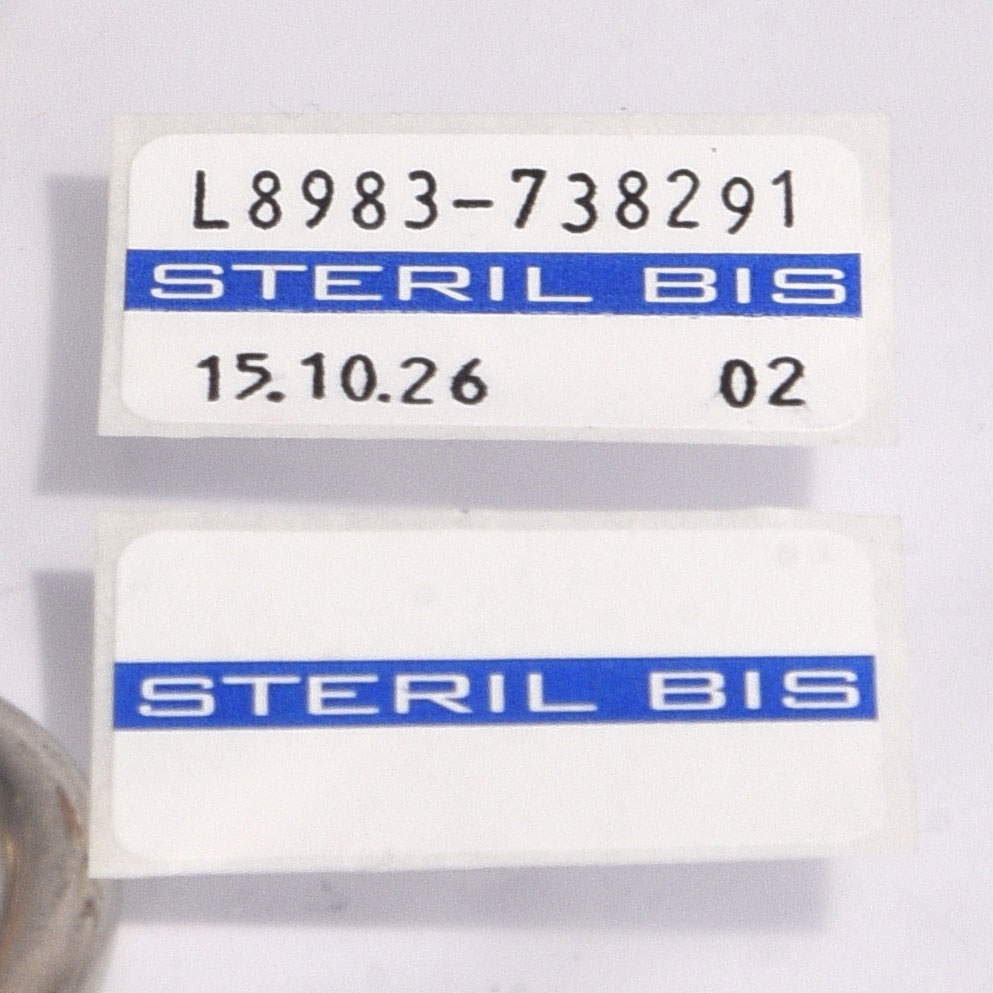 L8983-738291
STERIL BIS
15.10.26 02
STERIL BIS